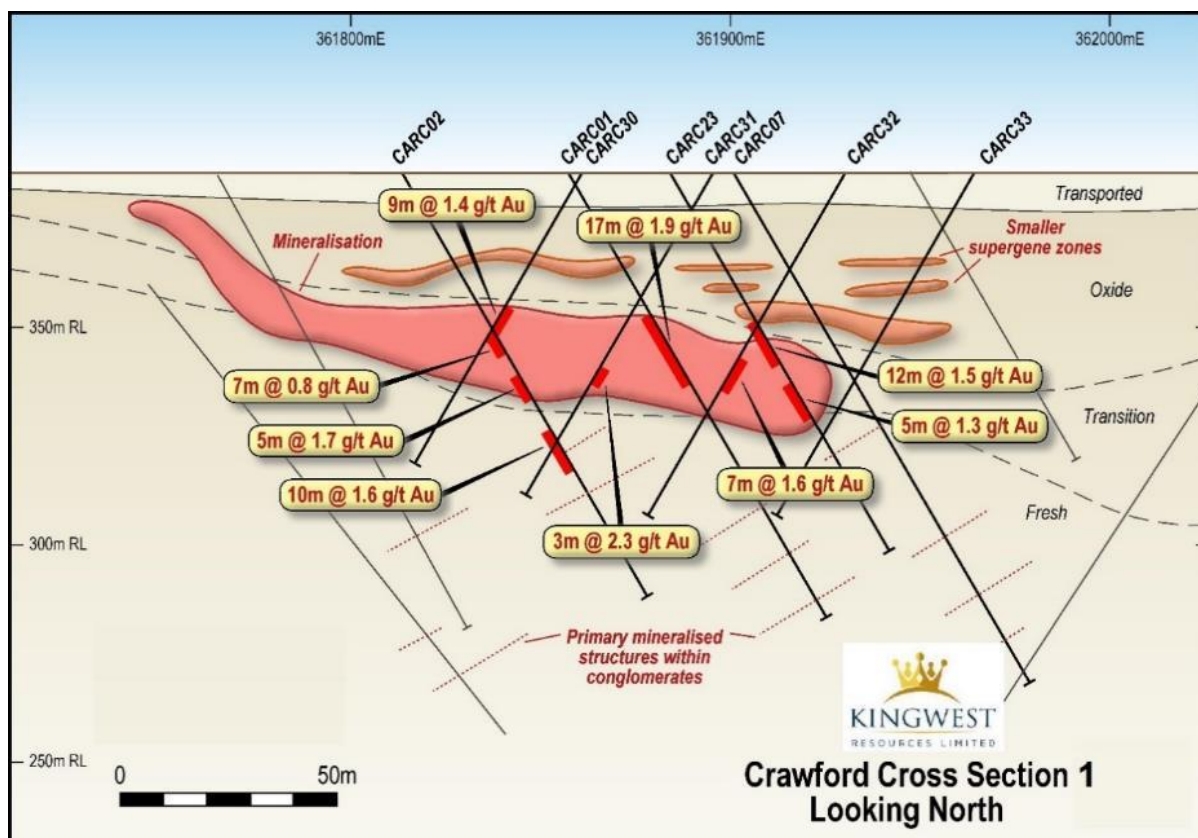 361800mE
361900mE
362000mE
CARC02
CARC01
CARC30
CARC23
CARC31
CARC07
CARC32
CARC33
Transported
9m @ 1.4 g/t Au
17m @ 1.9 g/t Au
Smaller
supergene zones
Mineralisation
Oxide
350m RL
7m @ 0.8 g/t Au
12m @ 1.5 g/t Au
Transition
5m @ 1.7 g/t Au
5m @ 1.3 g/t Au
10m @ 1.6 g/t Au
7m @ 1.6 g/t Au
Fresh
3m @ 2.3 g/t Au
300m RL
Primary mineralised
structures within
conglomerates
KINGWEST
RESOURCES LIMITED
250m RL
0
50m
Crawford Cross Section 1
Looking North